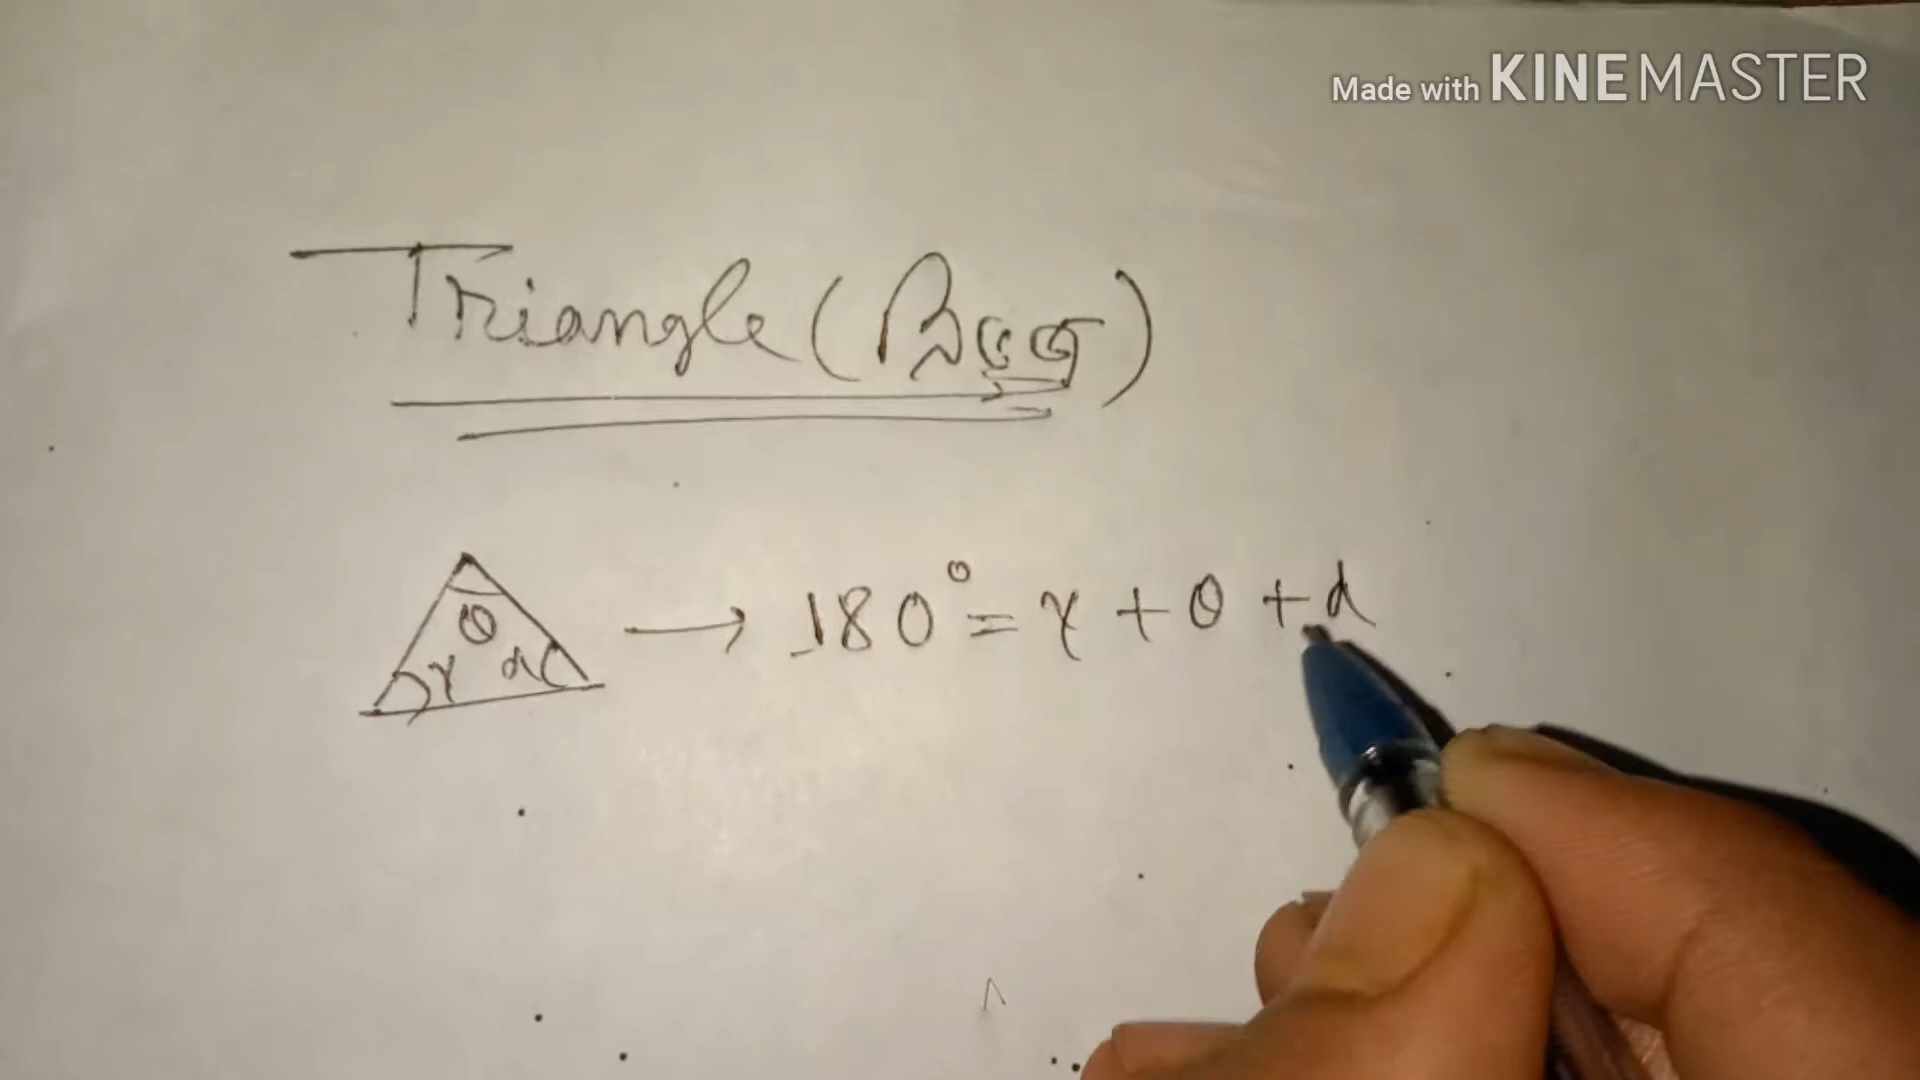 Made with KINEMASTER
Triangle (ত্রিভুজ)
θ
x α
→ 180° = x + θ + α